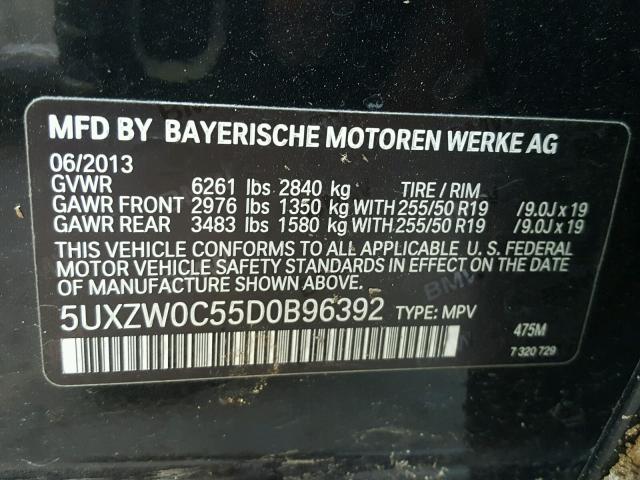 MFD BY BAYERISCHE MOTOREN WERKE AG
06/2013
GVWR 6261 lbs 2840 kg TIRE / RIM
GAWR FRONT 2976 lbs 1350 kg WITH 255/50 R19 /9.0J x 19
GAWR REAR 3483 lbs 1580 kg WITH 255/50 R19 /9.0J x 19
THIS VEHICLE CONFORMS TO ALL APPLICABLE U. S. FEDERAL
MOTOR VEHICLE SAFETY STANDARDS IN EFFECT ON THE DATE
OF MANUFACTURE SHOWN ABOVE.
5UXZW0C55D0B96392 TYPE: MPV
475M
7 320 729